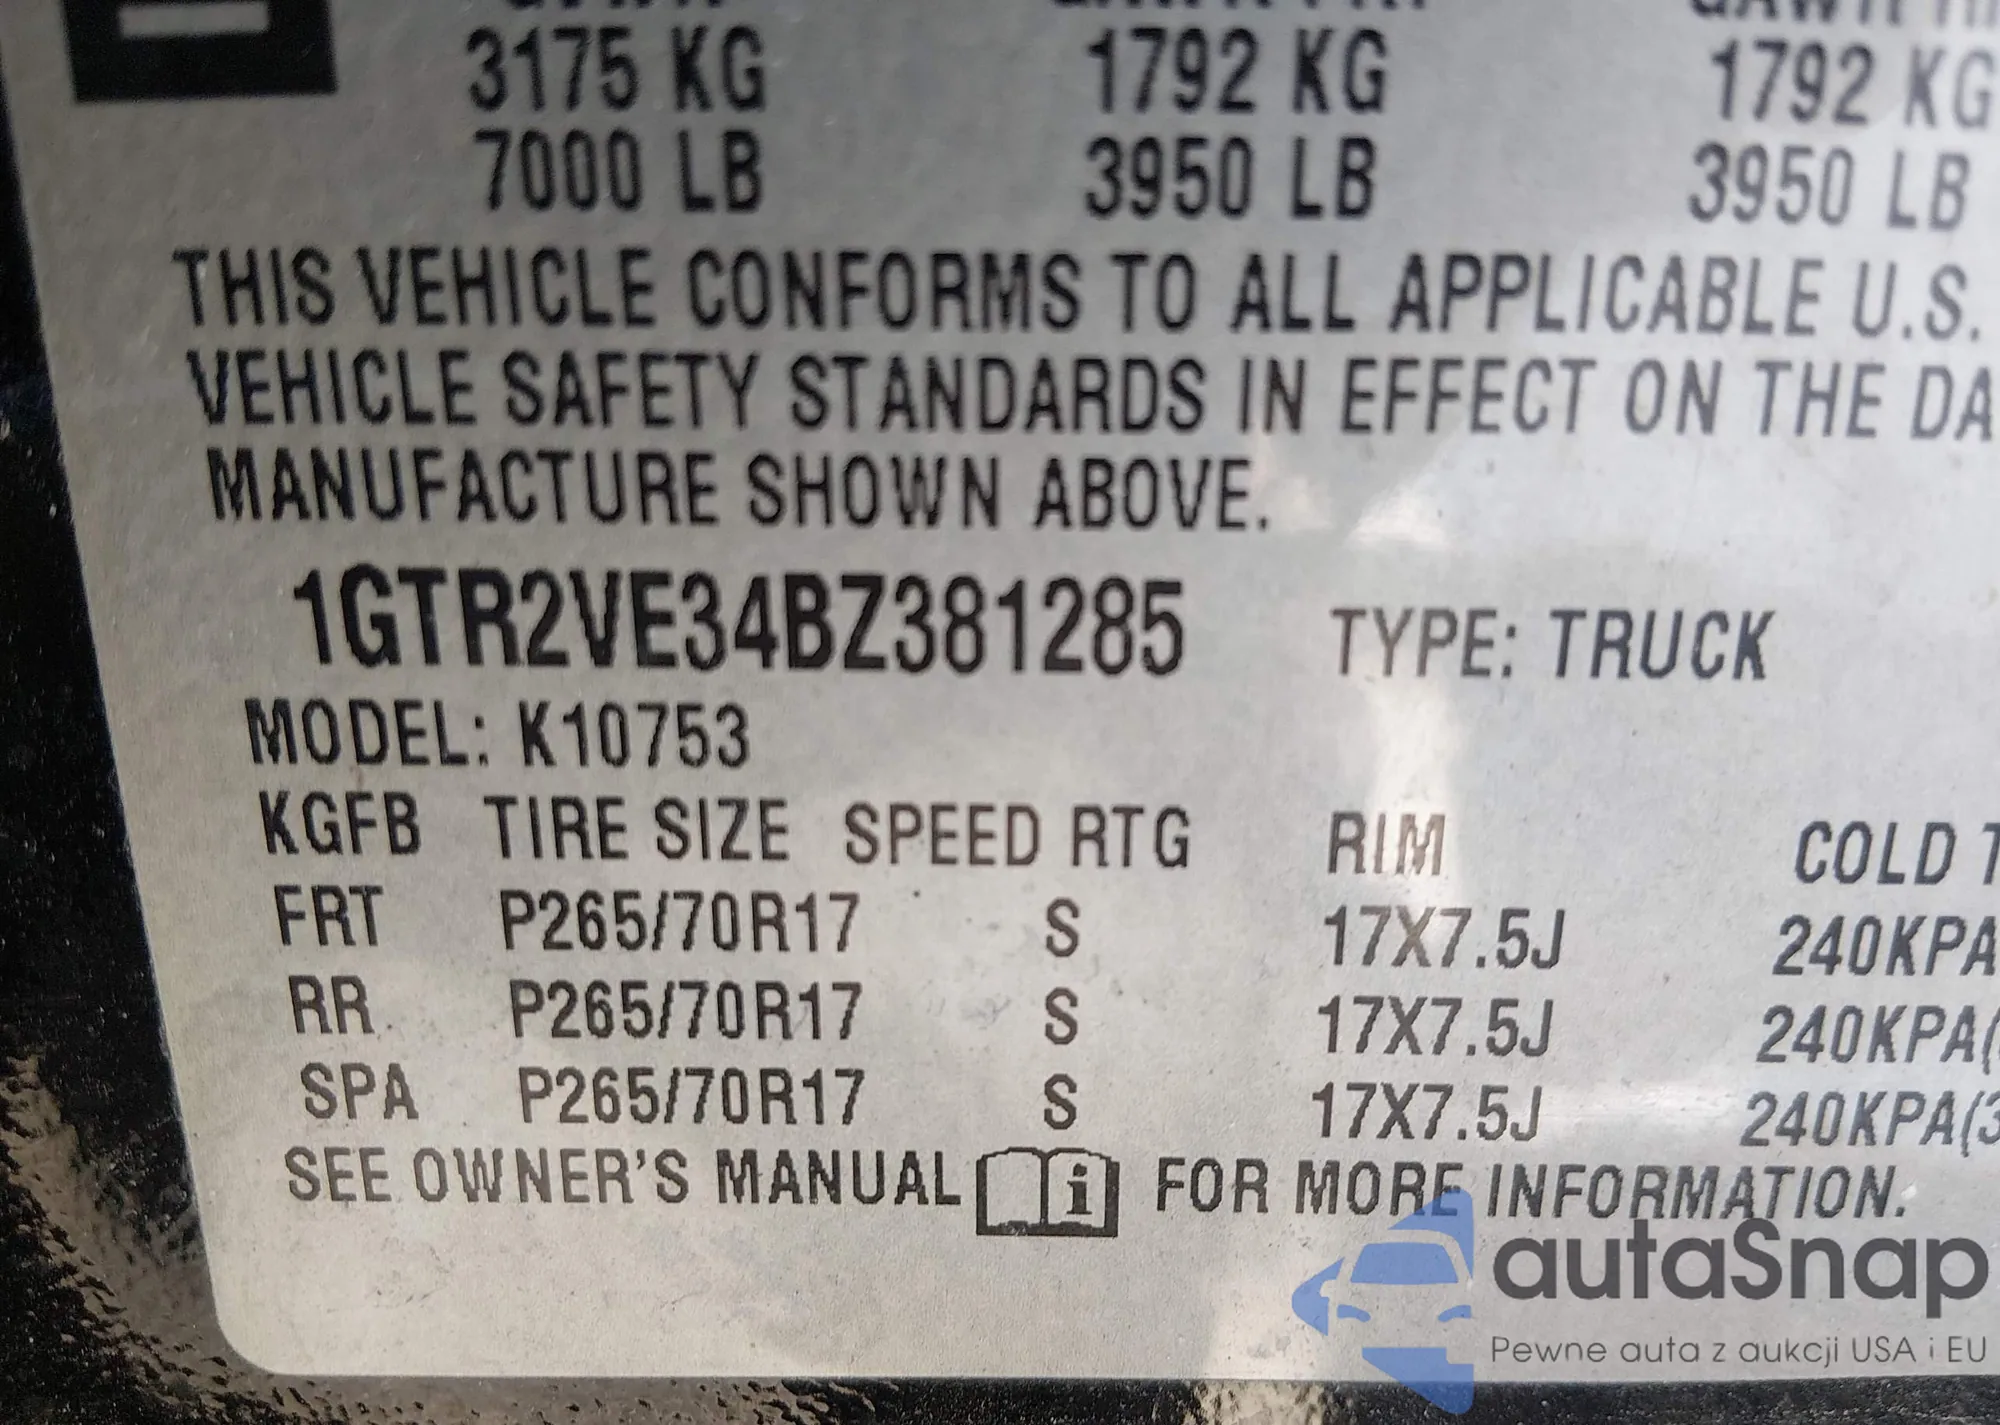 3175 KG 1792 KG 1792 KG
7000 LB 3950 LB 3950 LB
THIS VEHICLE CONFORMS TO ALL APPLICABLE U.S.
VEHICLE SAFETY STANDARDS IN EFFECT ON THE DA
MANUFACTURE SHOWN ABOVE.
1GTR2VE34BZ381285 TYPE: TRUCK
MODEL: K10753
KGFB TIRE SIZE SPEED RTG RIM COLD T
FRT P265/70R17 S 17X7.5J 240KPA
RR P265/70R17 S 17X7.5J 240KPA(
SPA P265/70R17 S 17X7.5J 240KPA(3
SEE OWNER'S MANUAL i FOR MORE INFORMATION.
autaSnap
Pewne auta z aukcji USA i EU